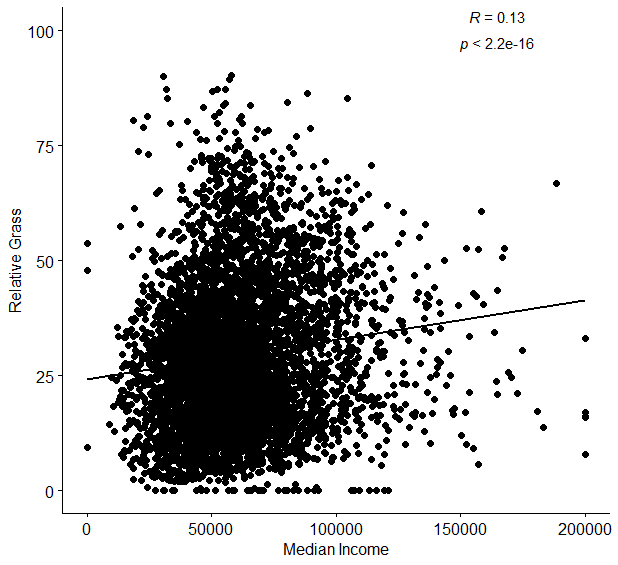 R = 0.13
p < 2.2e-16
100
75
50
25
0
Relative Grass
0 50000 100000 150000 200000
Median Income